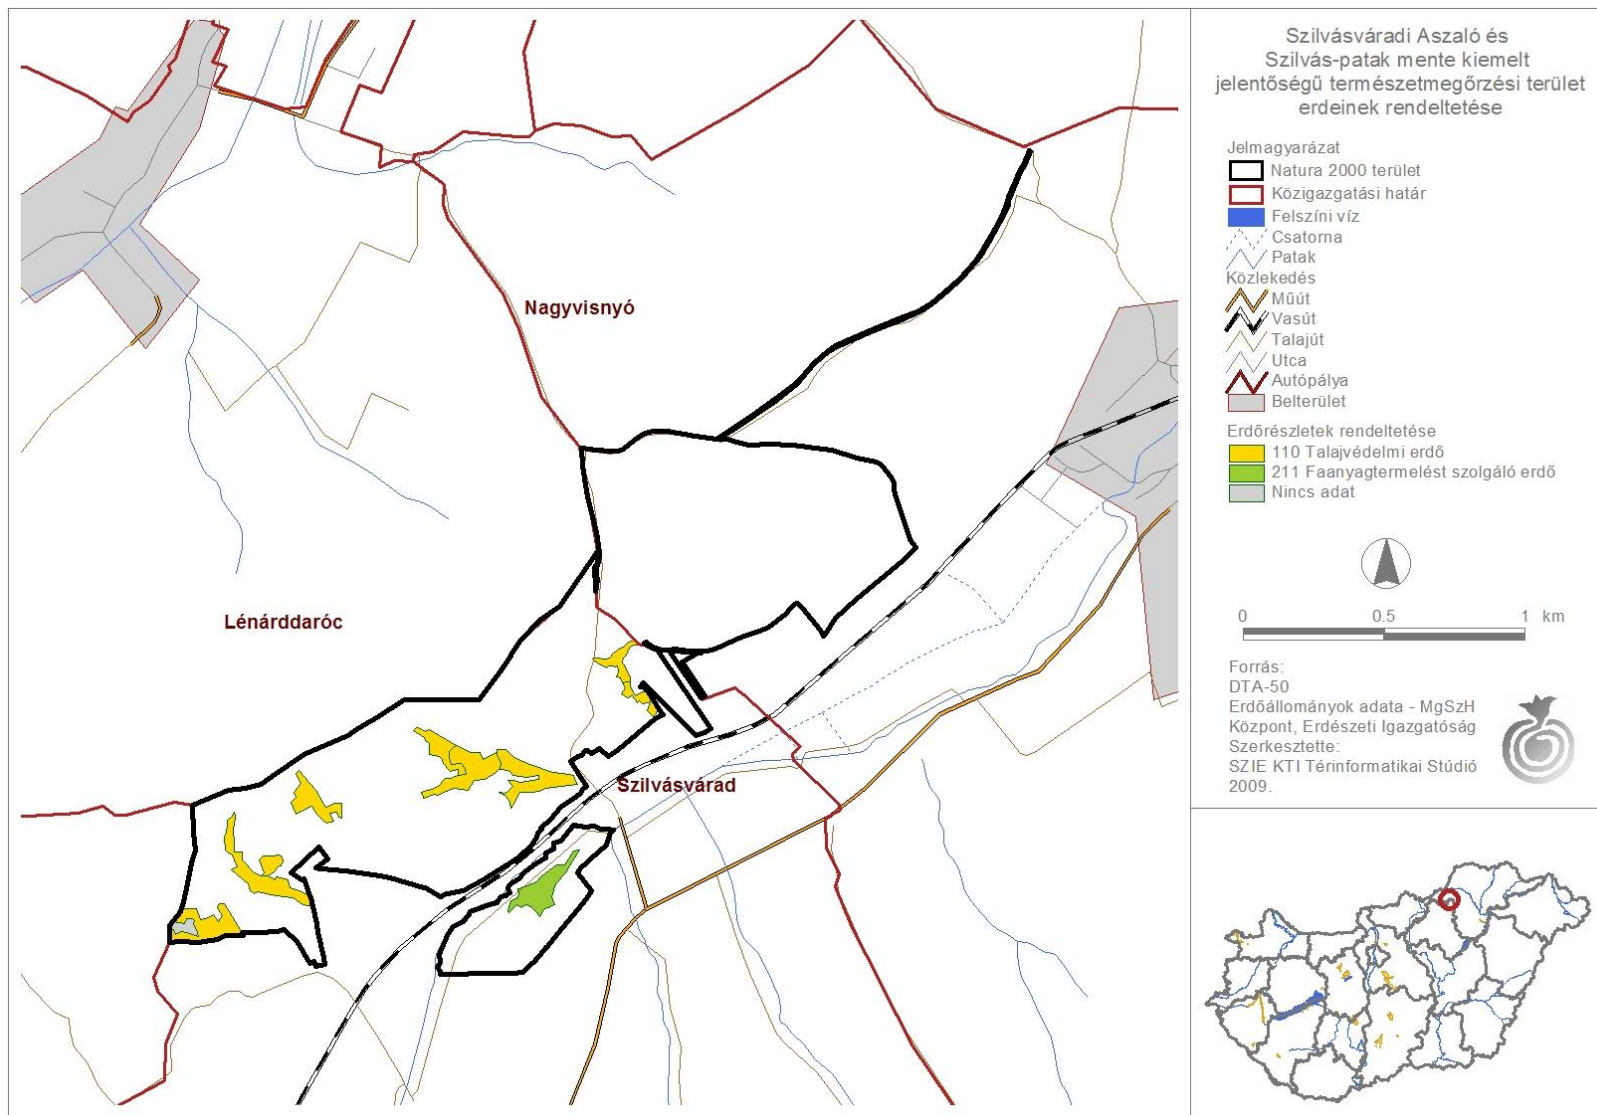 Szilvásváradi Aszaló és
Szilvás-patak mente kiemelt
jelentőségű természetmegőrzési terület
erdeinek rendeltetése
Jelmagyarázat
Natura 2000 terület
Közigazgatási határ
Felszíni víz
Csatorna
Patak
Közlekedés
Műút
Vasút
Talajút
Utca
Autópálya
Belterület
Erdőrészletek rendeltetése
110 Talajvédelmi erdő
211 Faanyagtermelést szolgáló erdő
Nincs adat
0 0.5 1 km
Forrás:
DTA-50
Erdőállományok adata - MgSzH
Központ, Erdészeti Igazgatóság
Szerkesztette:
SZIE KTI Térinformatikai Stúdió
2009.
Nagyvisnyó
Lénárddaróc
Szilvásvárad